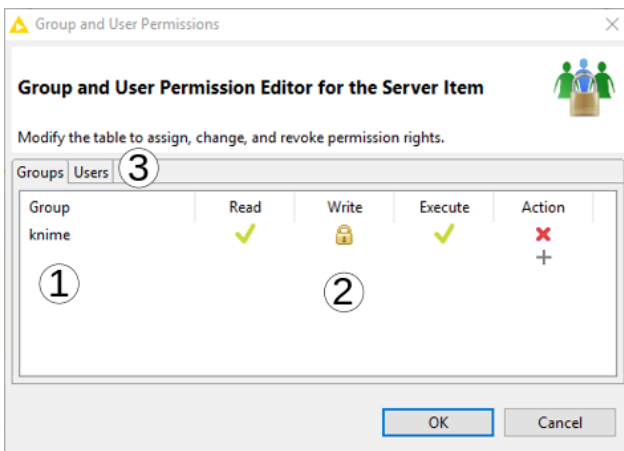 Group and User Permissions
Group and User Permission Editor for the Server Item
Modify the table to assign, change, and revoke permission rights.
Groups Users 3
Group Read Write Execute Action
knime
1 2
OK Cancel